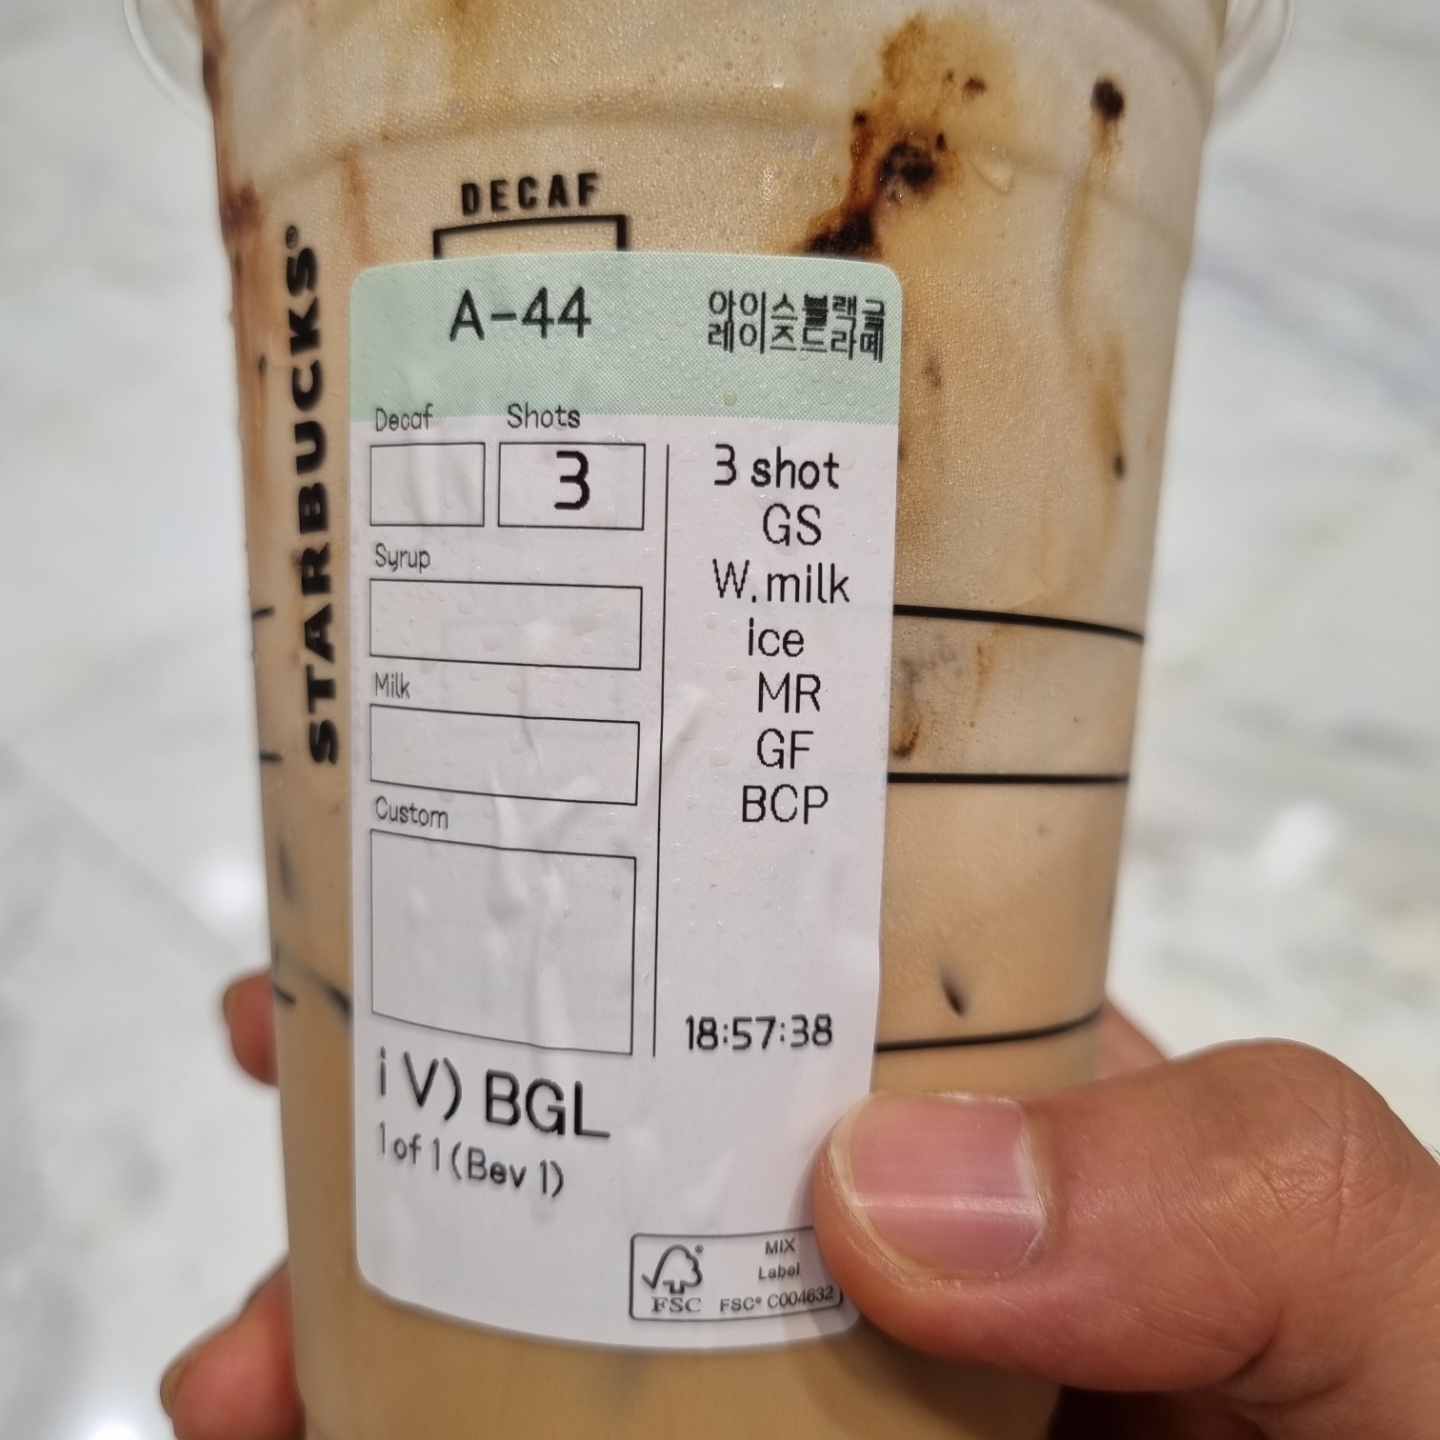 DECAF
STARBUCKS®
A-44
아이스블랙글
레이즈드라떼
Decaf Shots
3
Syrup
Milk
Custom
3 shot
GS
W.milk
ice
MR
GF
BCP
18:57:38
i V) BGL
1 of 1 (Bev 1)
MIX
Label
FSC FSC® C004632